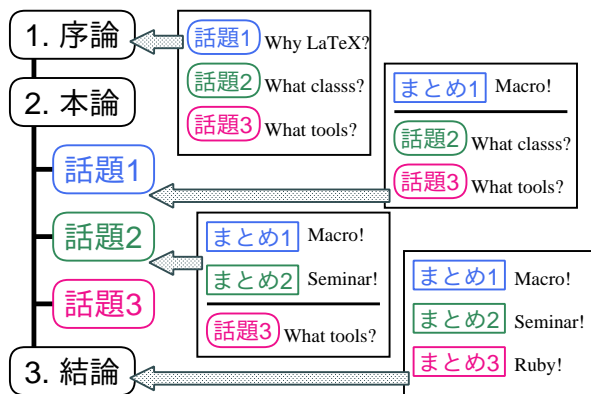 1. 序論
2. 本論
話題1
話題2
話題3
3. 結論
話題1 Why LaTeX?
話題2 What classs?
話題3 What tools?
まとめ1 Macro!
話題2 What classs?
話題3 What tools?
まとめ1 Macro!
まとめ2 Seminar!
話題3 What tools?
まとめ1 Macro!
まとめ2 Seminar!
まとめ3 Ruby!